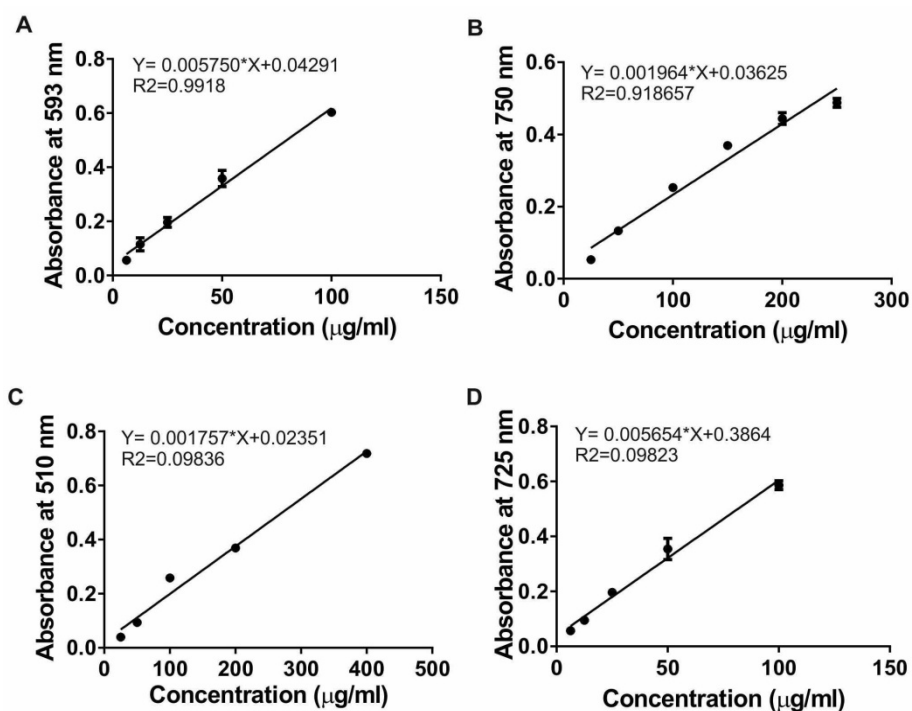 A
Y= 0.005750*X+0.04291
R2=0.9918
Absorbance at 593 nm
0.8
0.6
0.4
0.2
0.0
0 50 100 150
Concentration (μg/ml)
B
Y= 0.001964*X+0.03625
R2=0.918657
Absorbance at 750 nm
0.6
0.4
0.2
0.0
0 100 200 300
Concentration (μg/ml)
C
Y= 0.001757*X+0.02351
R2=0.09836
Absorbance at 510 nm
0.8
0.6
0.4
0.2
0.0
0 100 200 300 400 500
Concentration (μg/ml)
D
Y= 0.005654*X+0.3864
R2=0.09823
Absorbance at 725 nm
0.8
0.6
0.4
0.2
0.0
0 50 100 150
Concentration (μg/ml)